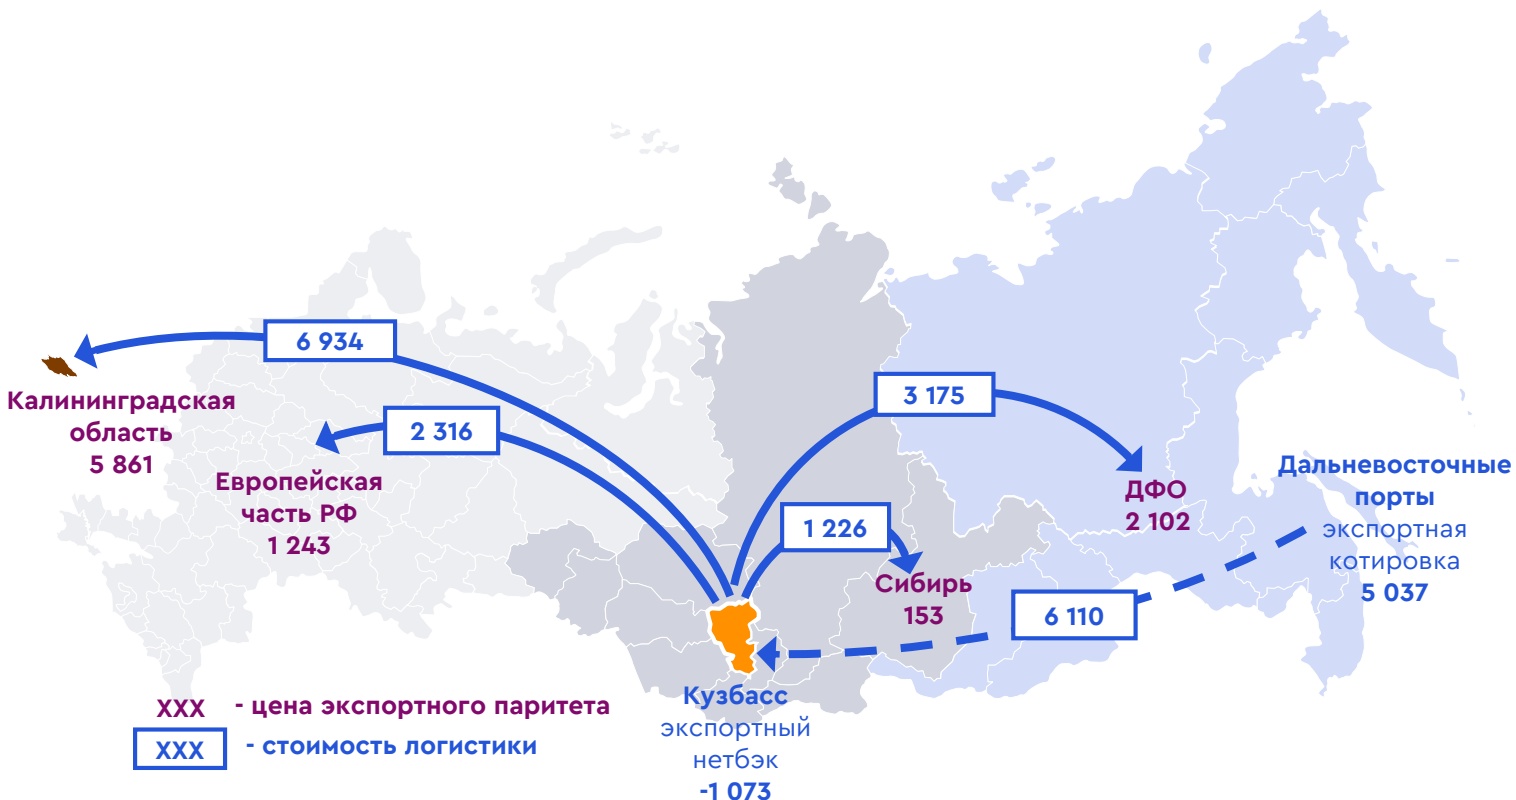 6 934
Калининградская
область
5 861
2 316
Европейская
часть РФ
1 243
3 175
ДФО
2 102
1 226
Сибирь
153
Дальневосточные
порты
экспортная
котировка
5 037
6 110
Кузбасс
экспортный
нетбэк
-1 073
XXX - цена экспортного паритета
XXX - стоимость логистики